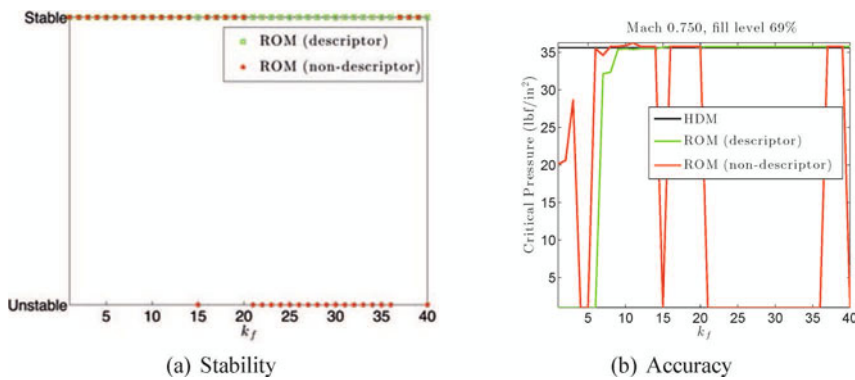 Stable
ROM (descriptor)
ROM (non-descriptor)
Unstable
5 10 15 20 25 30 35 40
k_f
(a) Stability
Mach 0.750, fill level 69%
Critical Pressure (lbf/in²)
35
30
25
20
15
10
5
HDM
ROM (descriptor)
ROM (non-descriptor)
5 10 15 20 25 30 35 40
k_f
(b) Accuracy